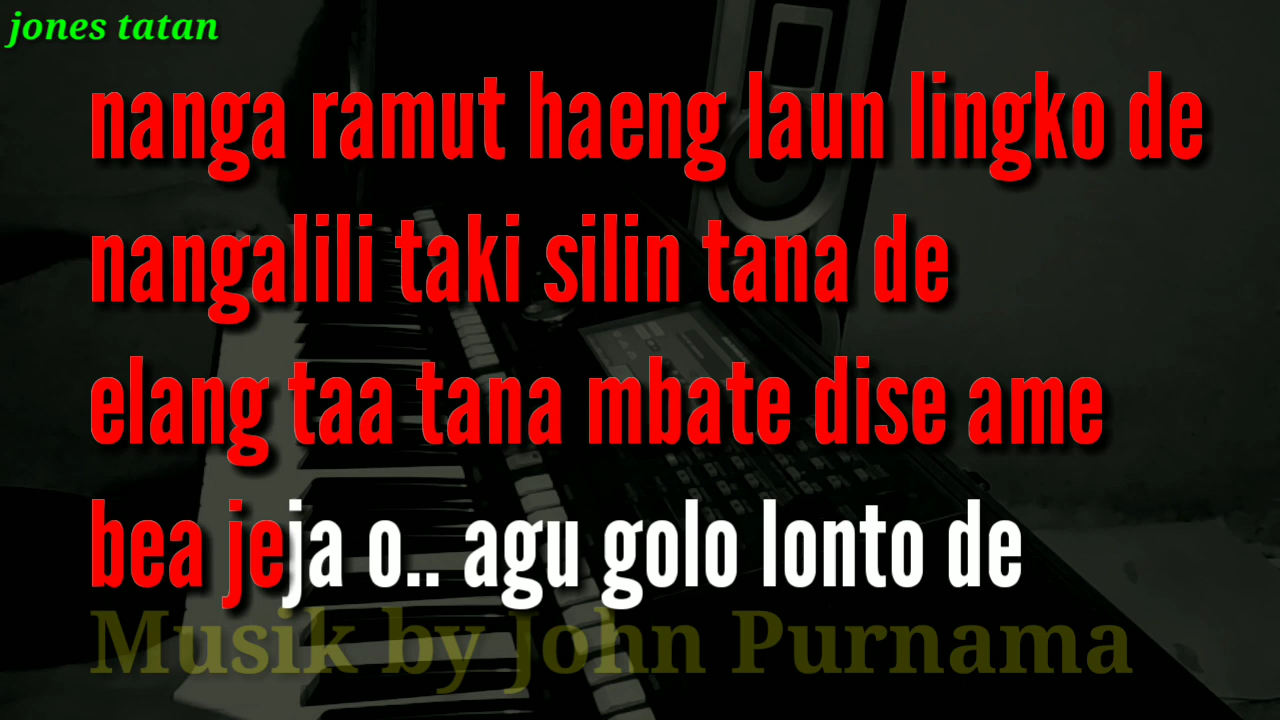 jones tatan
nanga ramut haeng laun lingko de
nangalili taki silin tana de
elang taa tana mbate dise ame
bea jeja o.. agu golo lonto de
Musik by John Purnama